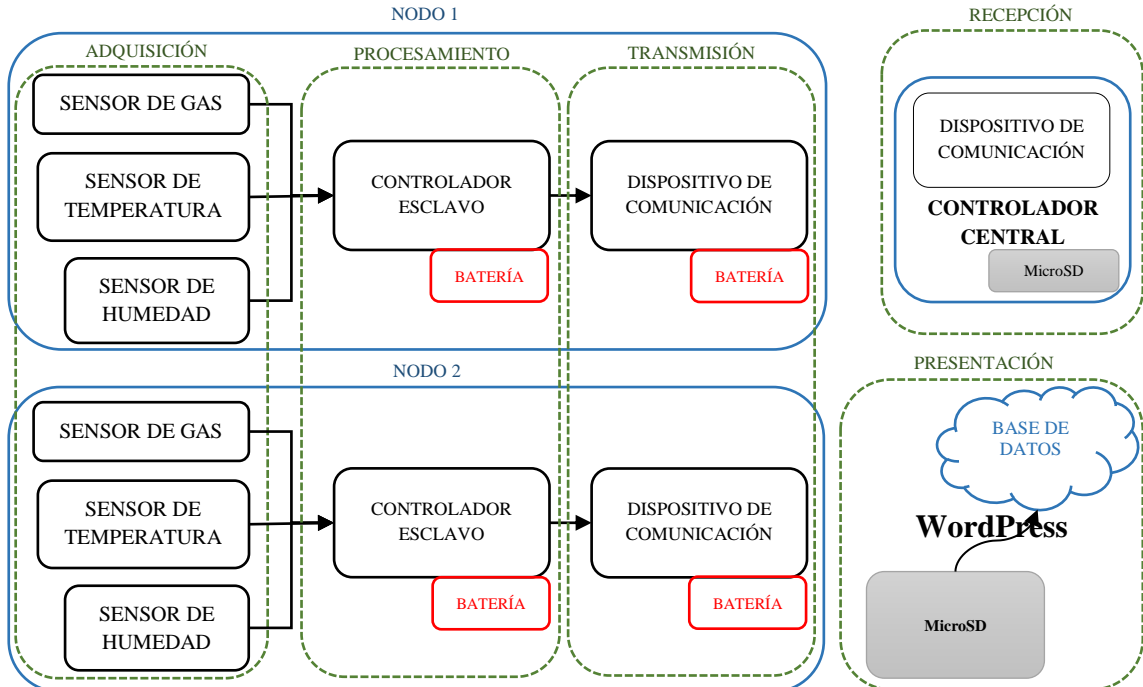 NODO 1
ADQUISICIÓN
PROCESAMIENTO
TRANSMISIÓN
SENSOR DE GAS
SENSOR DE
TEMPERATURA
SENSOR DE
HUMEDAD
CONTROLADOR
ESCLAVO
BATERÍA
DISPOSITIVO DE
COMUNICACIÓN
BATERÍA
RECEPCIÓN
DISPOSITIVO DE
COMUNICACIÓN
CONTROLADOR
CENTRAL
MicroSD
NODO 2
SENSOR DE GAS
SENSOR DE
TEMPERATURA
SENSOR DE
HUMEDAD
CONTROLADOR
ESCLAVO
BATERÍA
DISPOSITIVO DE
COMUNICACIÓN
BATERÍA
PRESENTACIÓN
BASE DE
DATOS
WordPress
MicroSD